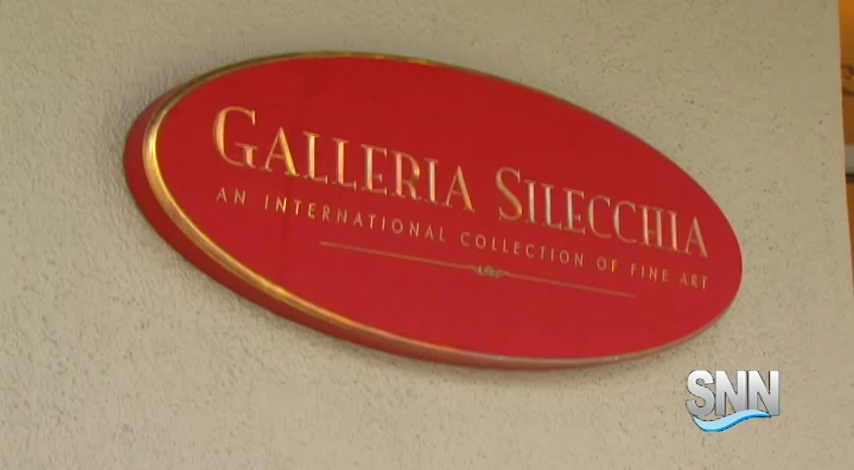 GALLERIA SILECCHIA
AN INTERNATIONAL COLLECTION OF FINE ART
SNN